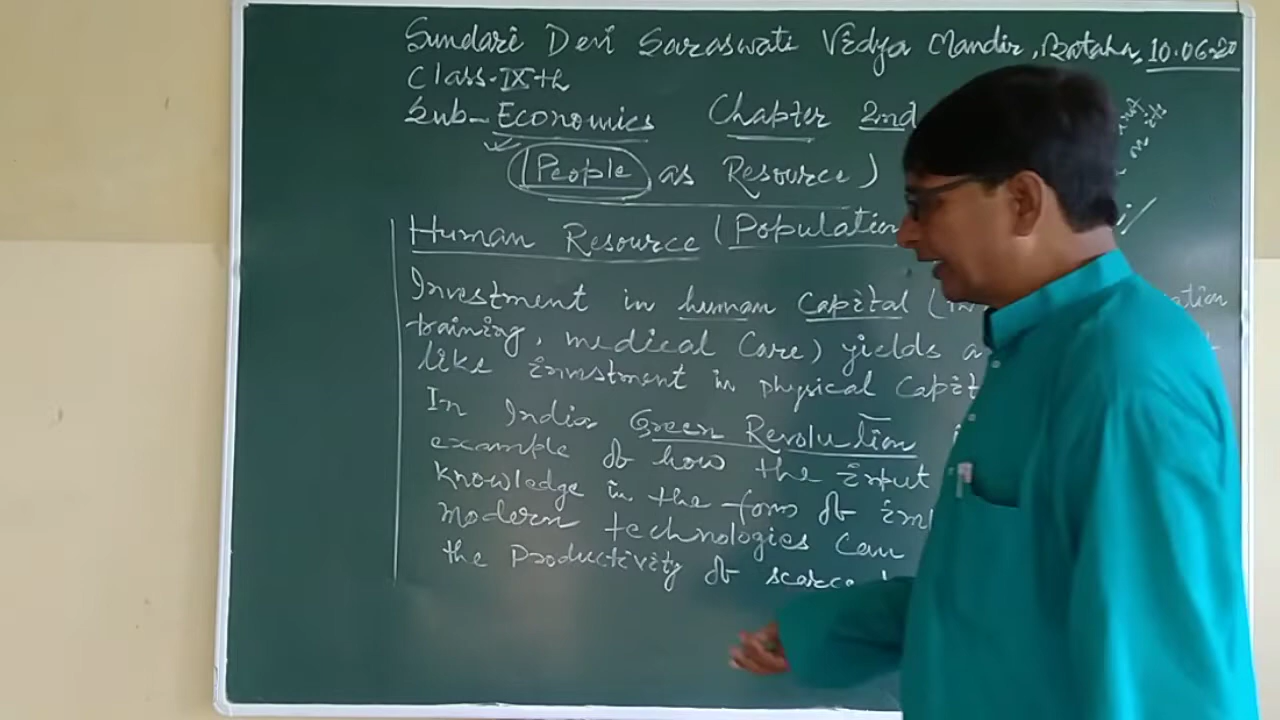 Sundari Devi Saraswati Vidya Mandir, Bataha, 10.06.20
Class-IXth
Sub-Economics Chapter 2nd
(People as Resource)
Human Resource (Population
Investment in human Capital (in
training, medical Care) yields a
like investment in physical Capit
In India Green Revolution
example of how the input
knowledge in the form of im
modern technologies Can
the productivity of scarce